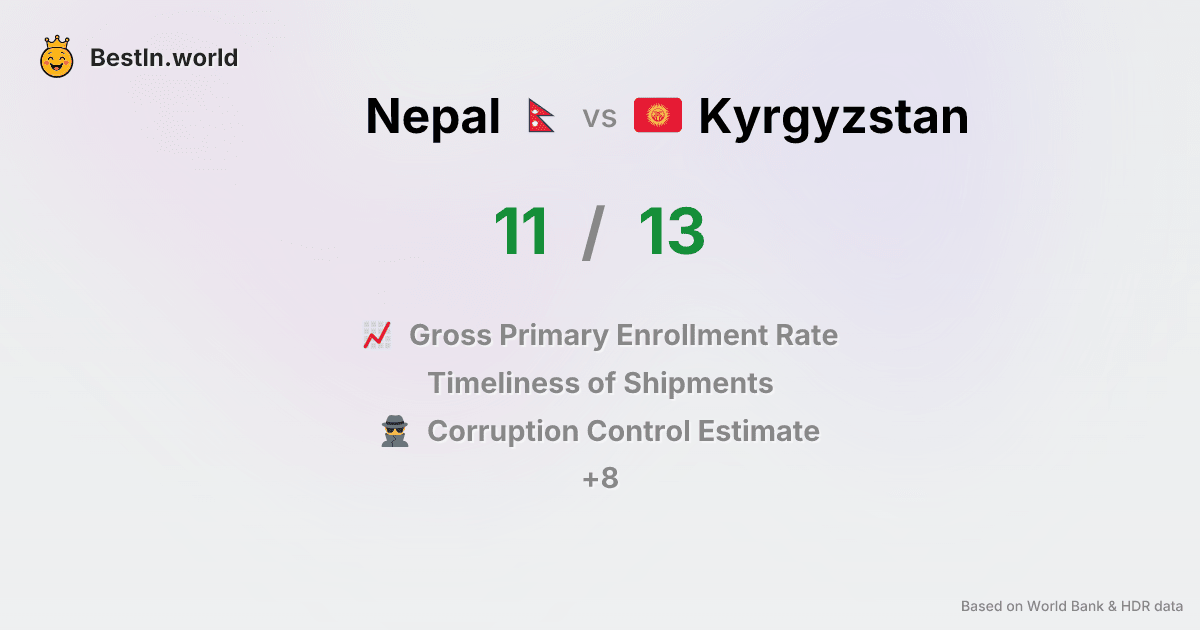 BestIn.world
Nepal vs Kyrgyzstan
11 / 13
Gross Primary Enrollment Rate
Timeliness of Shipments
Corruption Control Estimate
+8
Based on World Bank & HDR data